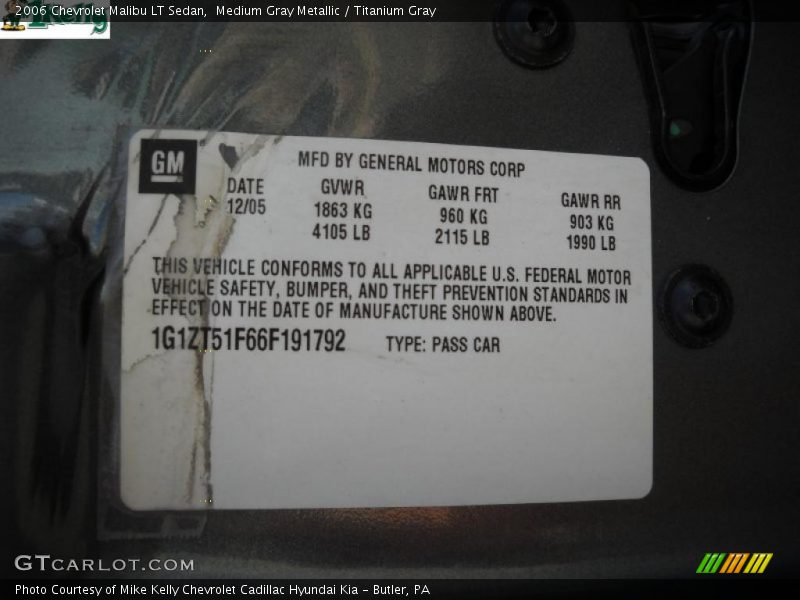 2006 Chevrolet Malibu LT Sedan,  Medium Gray Metallic / Titanium Gray
GM
MFD BY GENERAL MOTORS CORP
DATE GVWR GAWR FRT GAWR RR
12/05 1863 KG 960 KG 903 KG
4105 LB 2115 LB 1990 LB
THIS VEHICLE CONFORMS TO ALL APPLICABLE U.S. FEDERAL MOTOR
VEHICLE SAFETY, BUMPER, AND THEFT PREVENTION STANDARDS IN
EFFECT ON THE DATE OF MANUFACTURE SHOWN ABOVE.
1G1ZT51F66F191792 TYPE: PASS CAR
GTCARLOT.COM
Photo Courtesy of Mike Kelly Chevrolet Cadillac Hyundai Kia - Butler, PA